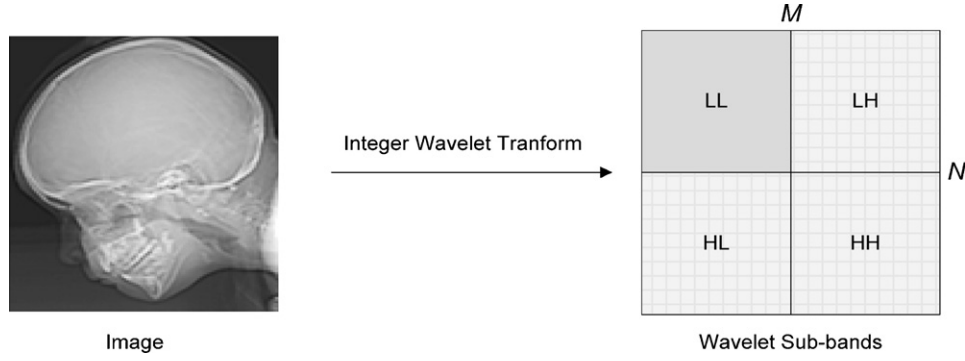 M
LL
LH
Integer Wavelet Tranform
N
HL
HH
Image
Wavelet Sub-bands